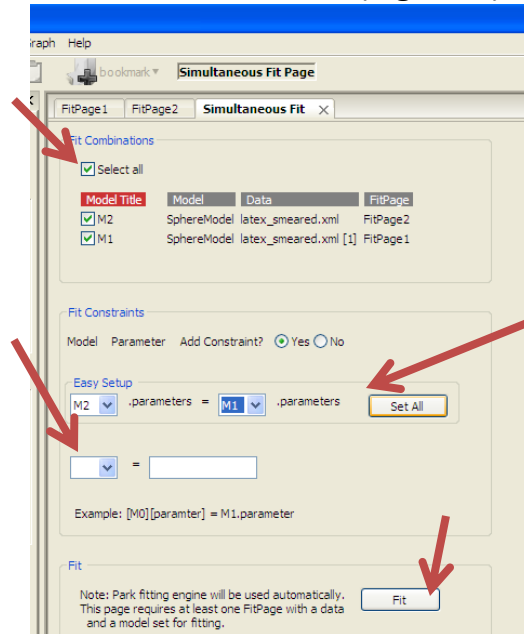 Graph Help
bookmark Simultaneous Fit Page
FitPage1 FitPage2 Simultaneous Fit
Fit Combinations
Select all
Model Title Model Data FitPage
M2 SphereModel latex_smeared.xml FitPage2
M1 SphereModel latex_smeared.xml [1] FitPage1
Fit Constraints
Model Parameter Add Constraint? Yes No
Easy Setup
M2 .parameters = M1 .parameters Set All
=
Example: [M0][paramter] = M1.parameter
Fit
Note: Park fitting engine will be used automatically.
This page requires at least one FitPage with a data
and a model set for fitting.
Fit